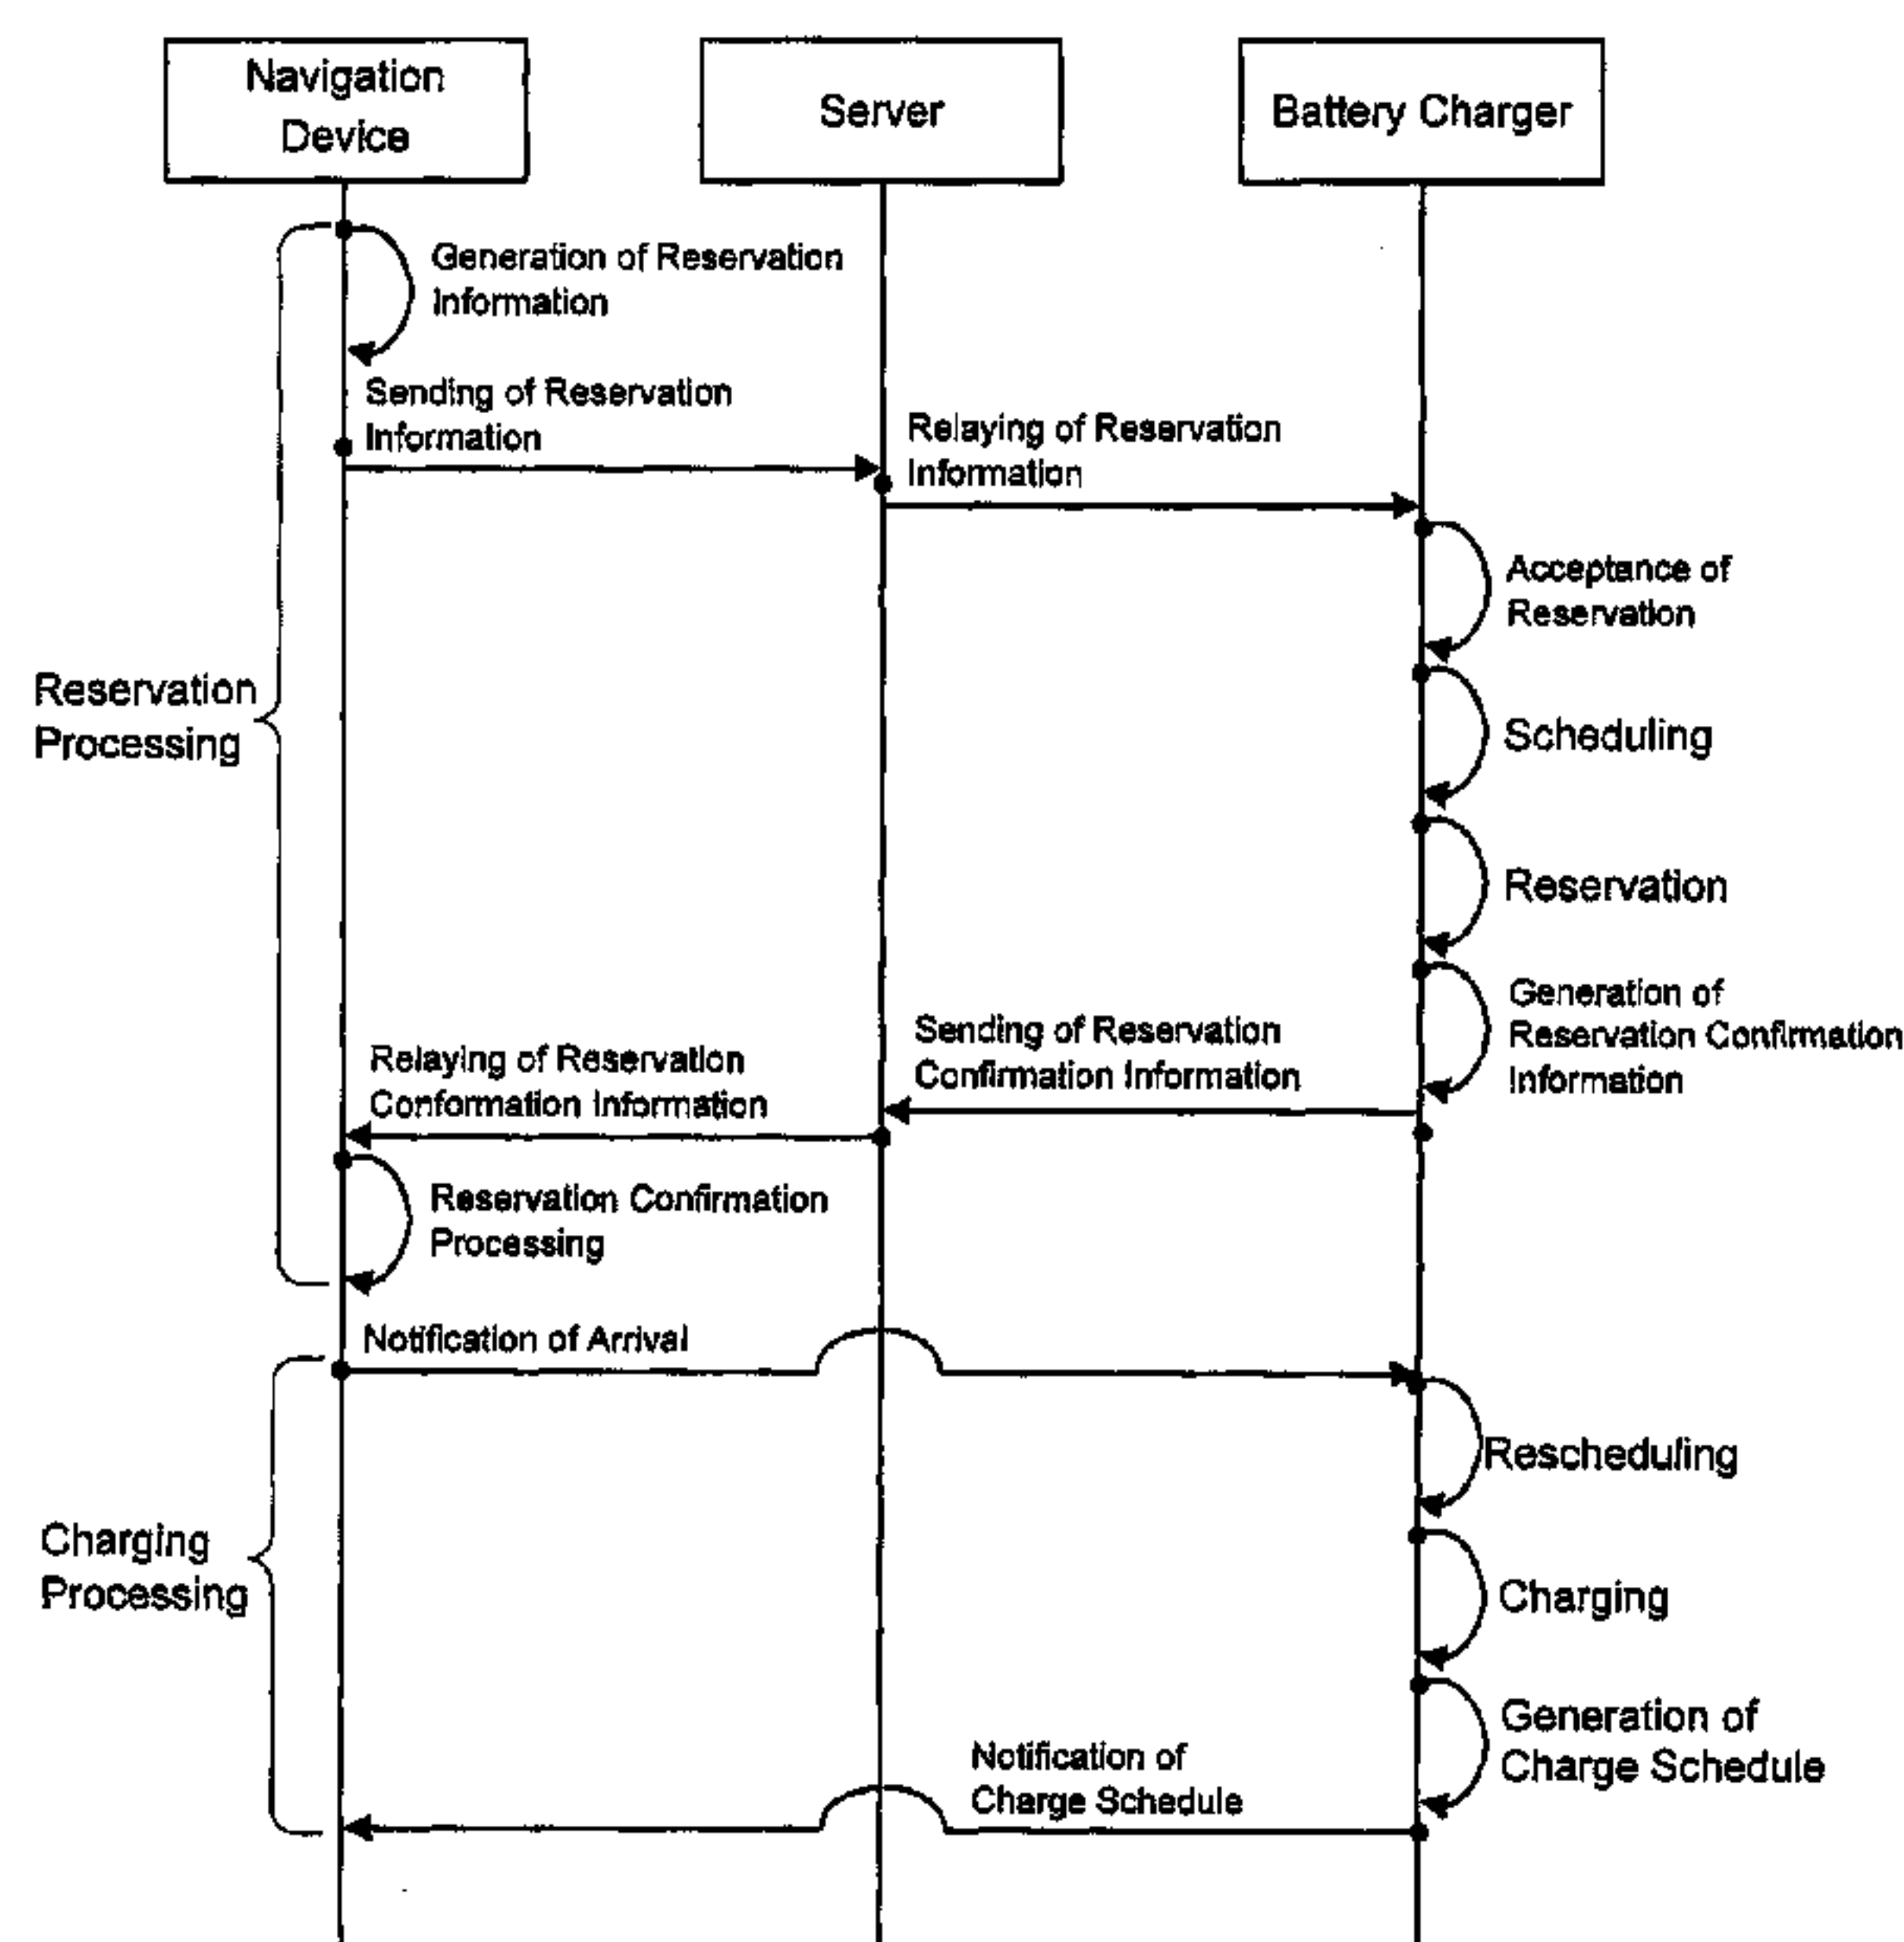 Navigation
Device
Server
Battery Charger
Generation of Reservation
Information
Sending of Reservation
Information
Relaying of Reservation
Information
Acceptance of
Reservation
Reservation
Processing
Scheduling
Reservation
Generation of
Reservation Confirmation
Information
Sending of Reservation
Confirmation Information
Relaying of Reservation
Conformation Information
Reservation Confirmation
Processing
Notification of Arrival
Rescheduling
Charging
Processing
Charging
Generation of
Charge Schedule
Notification of
Charge Schedule